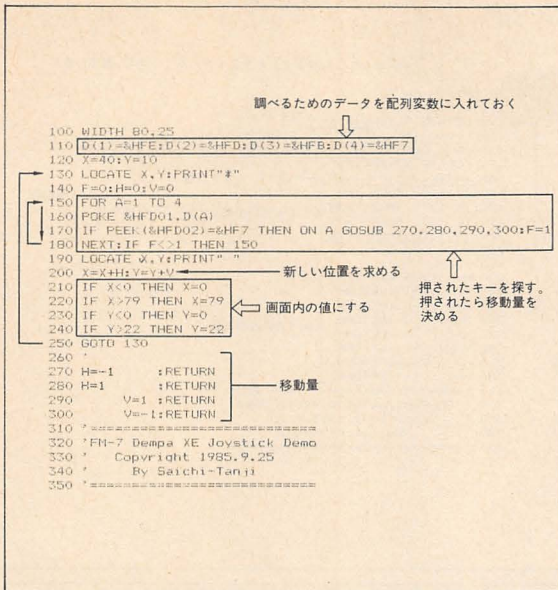 調べるためのデータを配列変数に入れておく
100 WIDTH 80,25
110 D(1)=&HFE:D(2)=&HFD:D(3)=&HFB:D(4)=&HF7
120 X=40:Y=10
130 LOCATE X,Y:PRINT"*"
140 F=0:H=0:V=0
150 FOR A=1 TO 4
160 POKE &HFD01,D(A)
170 IF PEEK(&HFD02)=&HF7 THEN ON A GOSUB 270,280,290,300:F=1
180 NEXT:IF F<>1 THEN 150
190 LOCATE X,Y:PRINT" "
200 X=X+H:Y=Y+V
新しい位置を求める
押されたキーを探す。
押されたら移動量を
決める
210 IF X<0 THEN X=0
220 IF X>79 THEN X=79
230 IF Y<0 THEN Y=0
240 IF Y>22 THEN Y=22
画面内の値にする
250 GOTO 130
260 '
270 H=-1 :RETURN
280 H=1 :RETURN
290 V=1 :RETURN
300 V=-1:RETURN
移動量
310 '==========================
320 'FM-7 Dempa XE Joystick Demo
330 ' Copyright 1985.9.25
340 ' By Saichi-Tanji
350 '==========================